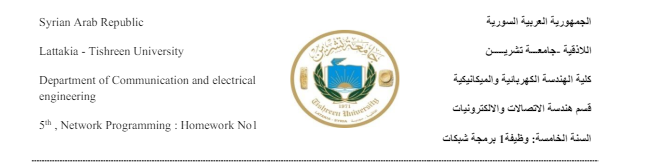 Syrian Arab Republic
Lattakia - Tishreen University
Department of Communication and electrical
engineering
5th , Network Programming : Homework No1
الجمهورية العربية السورية
اللاذقية -جامعـــة تشريـــــن
كلية الهندسة الكهربائية والميكانيكية
قسم هندسة الاتصالات والالكترونيات
السنة الخامسة: وظيفة1 برمجة شبكات
جامعة تشرين
1971
Tishreen University